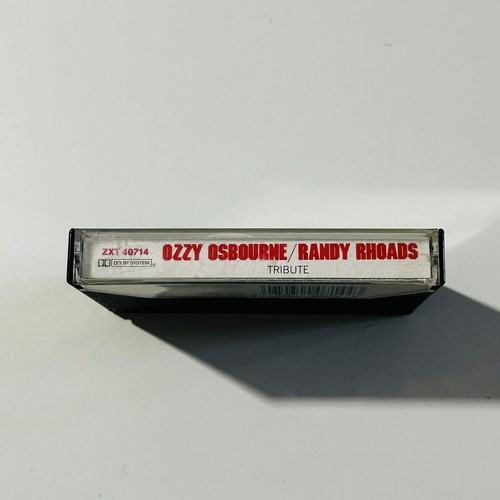 ZXT 40714
DOLBY SYSTEM
OZZY OSBOURNE/RANDY RHOADS
TRIBUTE